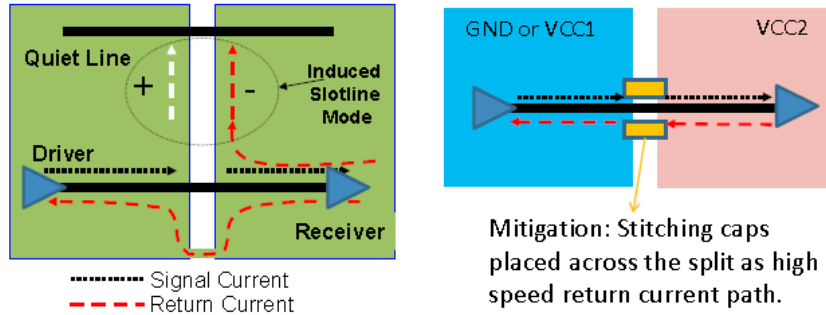 Quiet Line
+
-
Induced
Slotline
Mode
Driver
Receiver
Signal Current
Return Current
GND or VCC1
VCC2
Mitigation: Stitching caps
placed across the split as high
speed return current path.